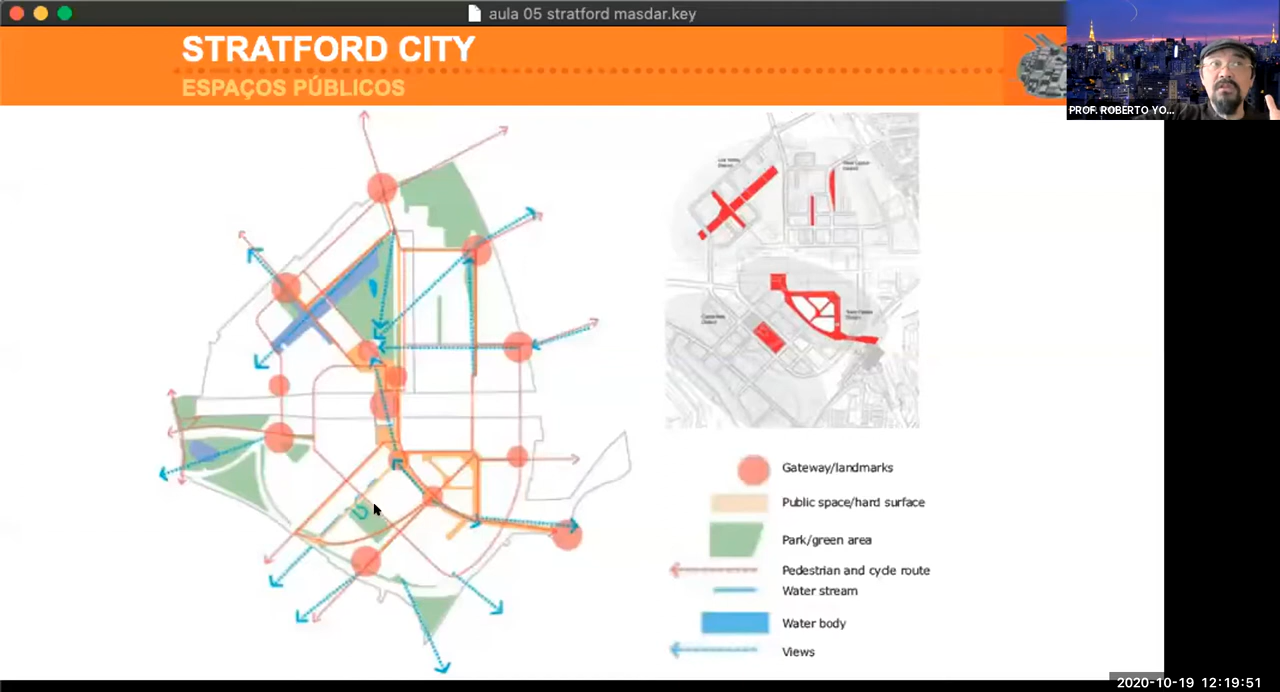 aula 05 stratford masdar.key
STRATFORD CITY
ESPAÇOS PÚBLICOS
PROF. ROBERTO YO...
Gateway/landmarks
Public space/hard surface
Park/green area
Pedestrian and cycle route
Water stream
Water body
Views
2020-10-19 12:19:51